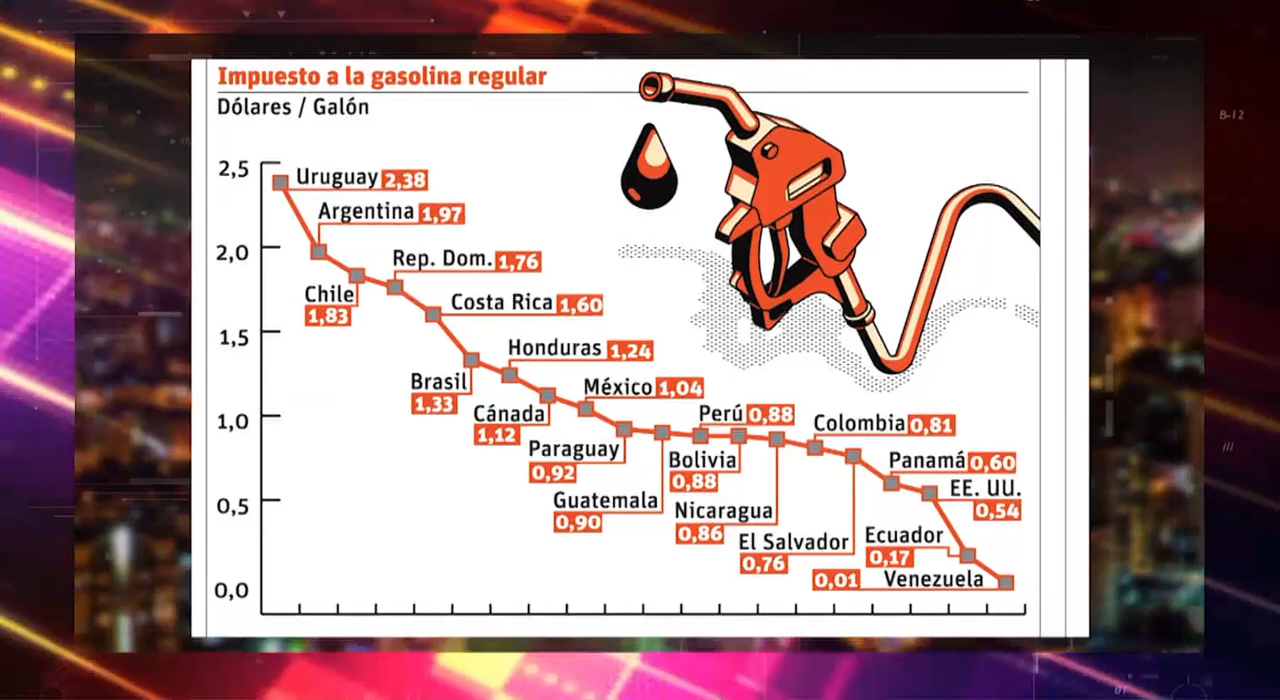 Impuesto a la gasolina regular
Dólares / Galón
2,5
2,0
1,5
1,0
0,5
0,0
Uruguay 2,38
Argentina 1,97
Chile
1,83
Rep. Dom. 1,76
Costa Rica 1,60
Brasil
1,33
Honduras 1,24
Cánada
1,12
México 1,04
Paraguay
0,92
Guatemala
0,90
Perú 0,88
Bolivia
0,88
Nicaragua
0,86
Colombia 0,81
El Salvador
0,76
Panamá 0,60
EE. UU.
0,54
Ecuador
0,17
0,01 Venezuela
B-12